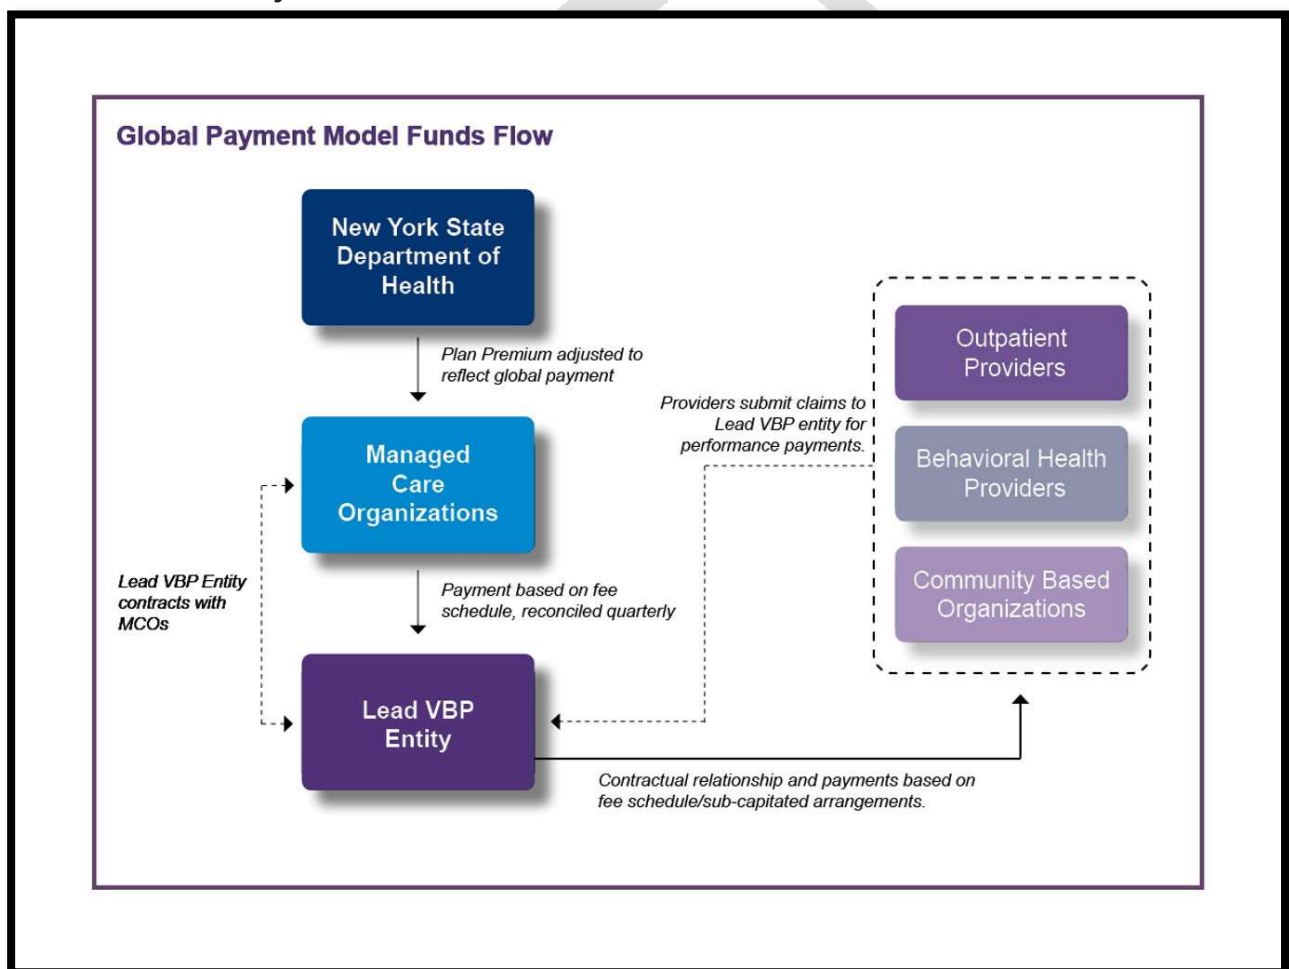 Global Payment Model Funds Flow
New York State
Department of
Health
Plan Premium adjusted to
reflect global payment
Managed
Care
Organizations
Lead VBP Entity
contracts with
MCOs
Payment based on fee
schedule, reconciled quarterly
Lead VBP
Entity
Providers submit claims to
Lead VBP entity for
performance payments.
Outpatient
Providers
Behavioral Health
Providers
Community Based
Organizations
Contractual relationship and payments based on
fee schedule/sub-capitated arrangements.